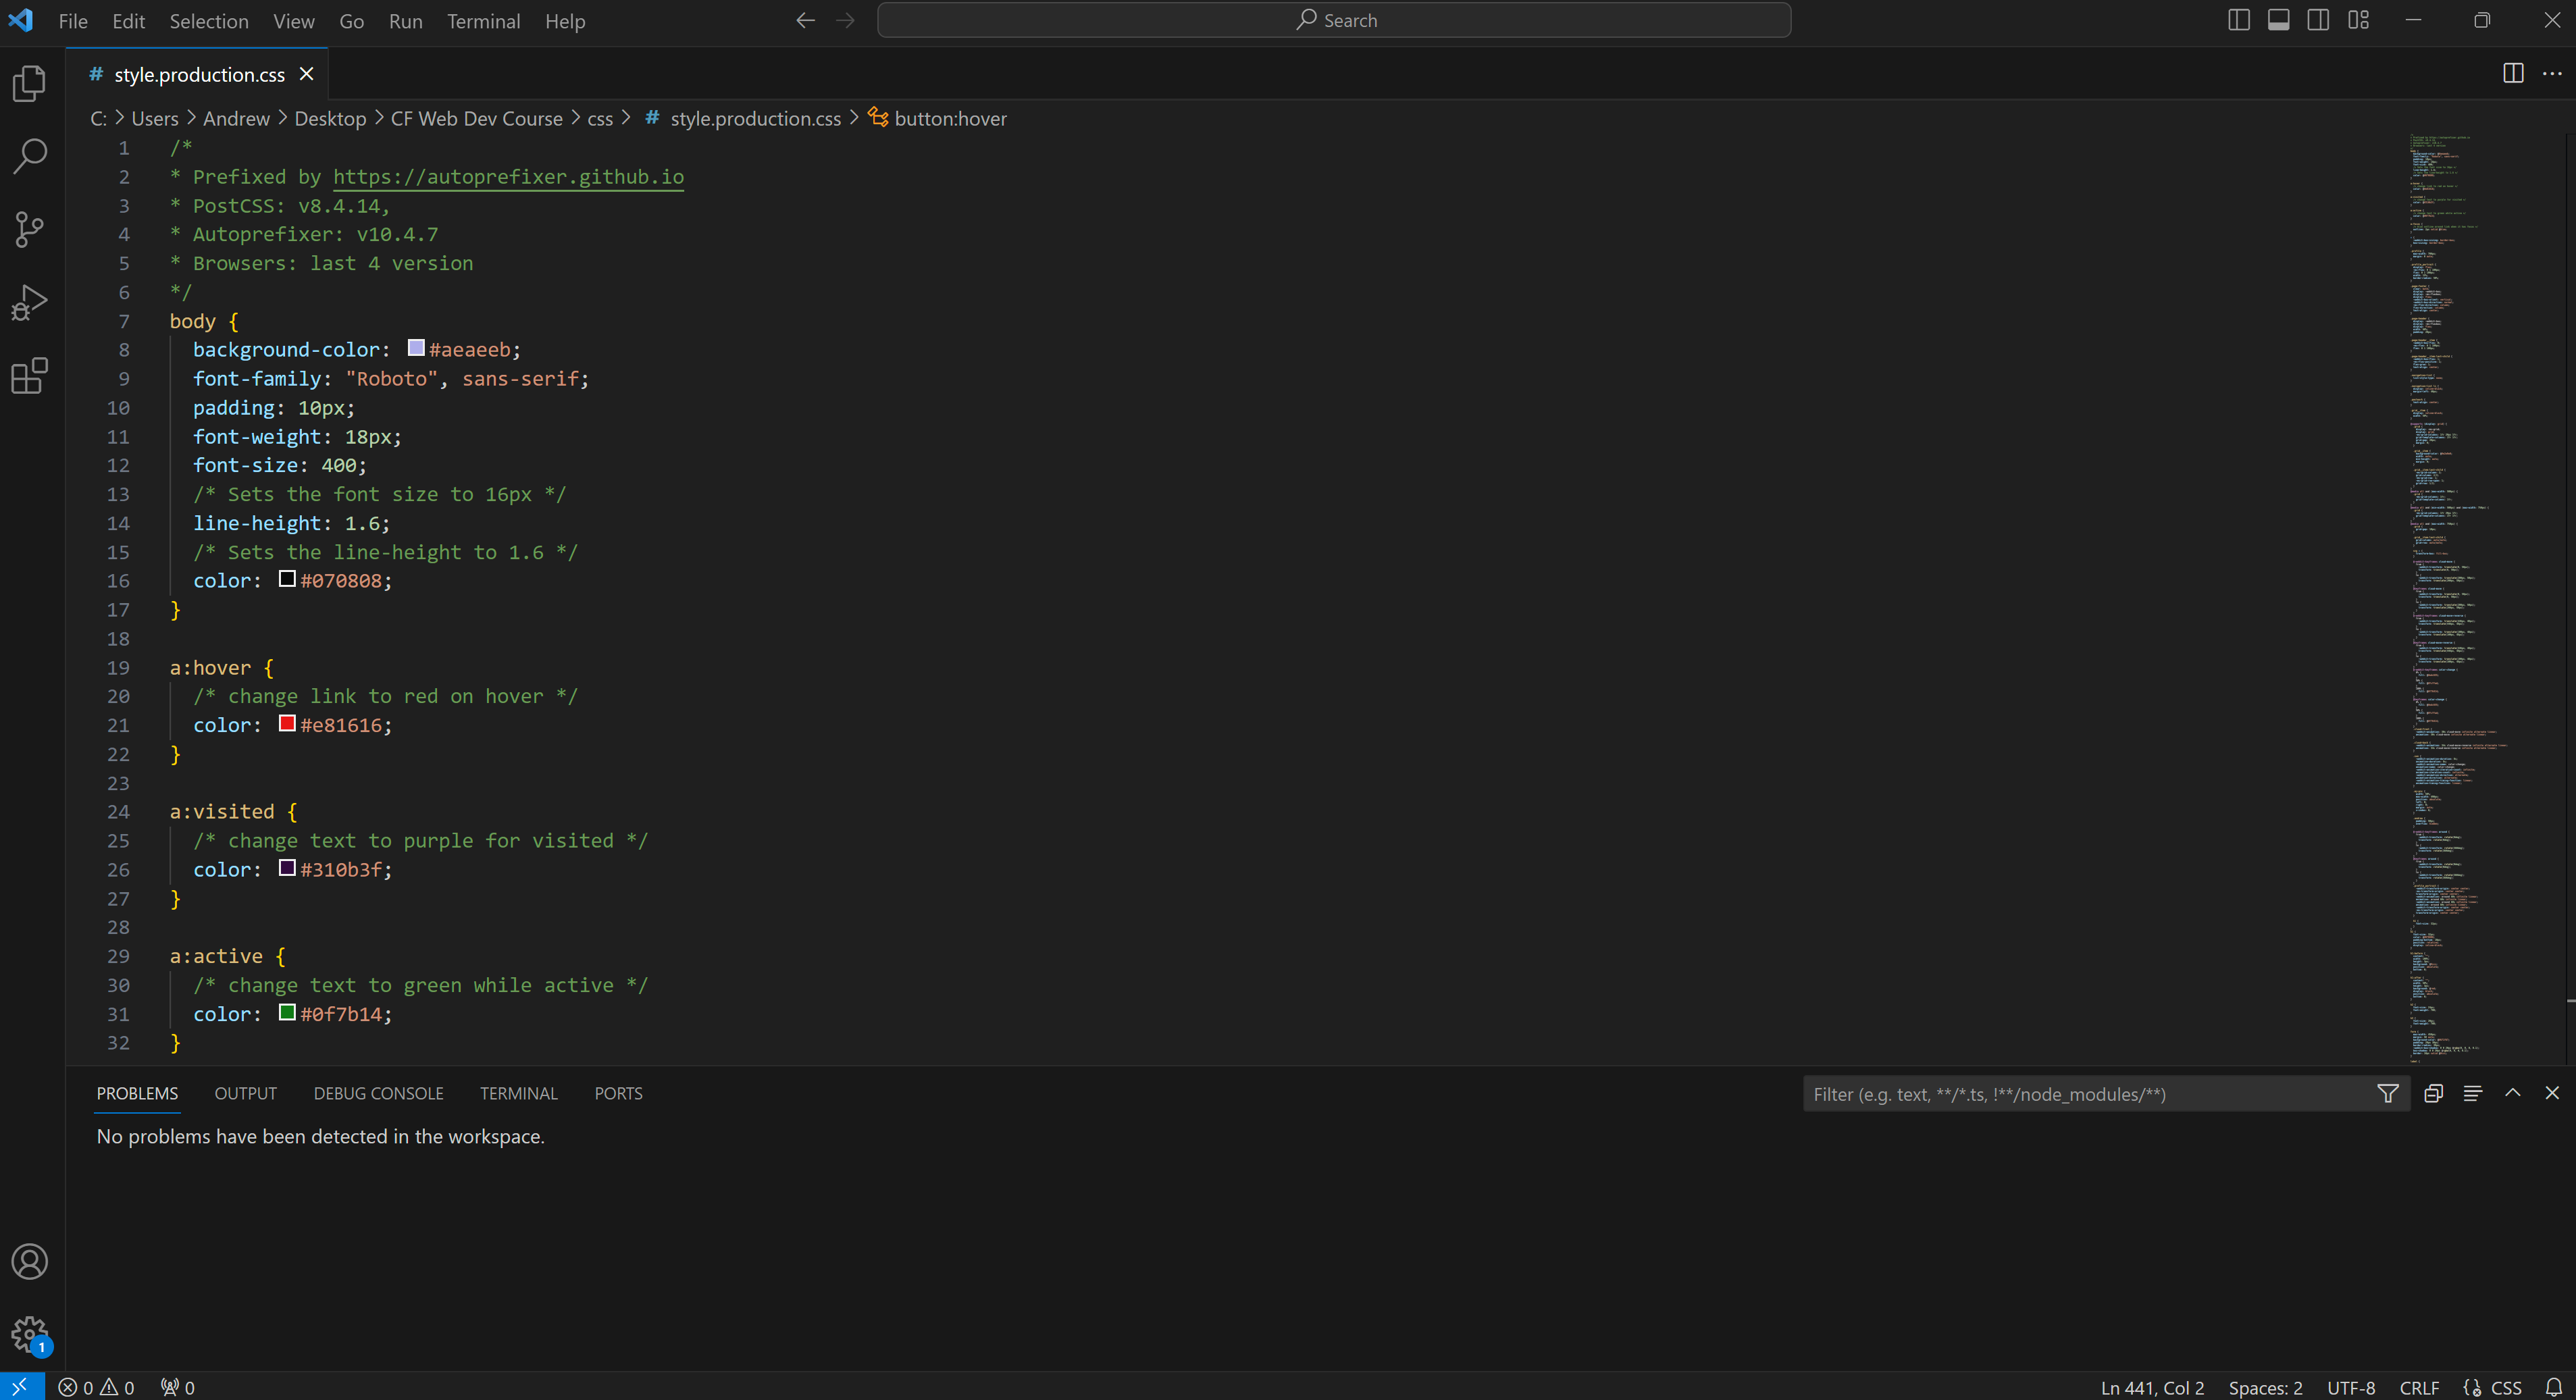 File Edit Selection View Go Run Terminal Help
Search
# style.production.css
C: > Users > Andrew > Desktop > CF Web Dev Course > css > # style.production.css > button:hover
1 /*
2 * Prefixed by https://autoprefixer.github.io
3 * PostCSS: v8.4.14,
4 * Autoprefixer: v10.4.7
5 * Browsers: last 4 version
6 */
7 body {
8 background-color: #aeaeeb;
9 font-family: "Roboto", sans-serif;
10 padding: 10px;
11 font-weight: 18px;
12 font-size: 400;
13 /* Sets the font size to 16px */
14 line-height: 1.6;
15 /* Sets the line-height to 1.6 */
16 color: #070808;
17 }
18
19 a:hover {
20 /* change link to red on hover */
21 color: #e81616;
22 }
23
24 a:visited {
25 /* change text to purple for visited */
26 color: #310b3f;
27 }
28
29 a:active {
30 /* change text to green while active */
31 color: #0f7b14;
32 }
PROBLEMS OUTPUT DEBUG CONSOLE TERMINAL PORTS
Filter (e.g. text, **/*.ts, !**/node_modules/**)
No problems have been detected in the workspace.
1
0 0 0
Ln 441, Col 2 Spaces: 2 UTF-8 CRLF CSS